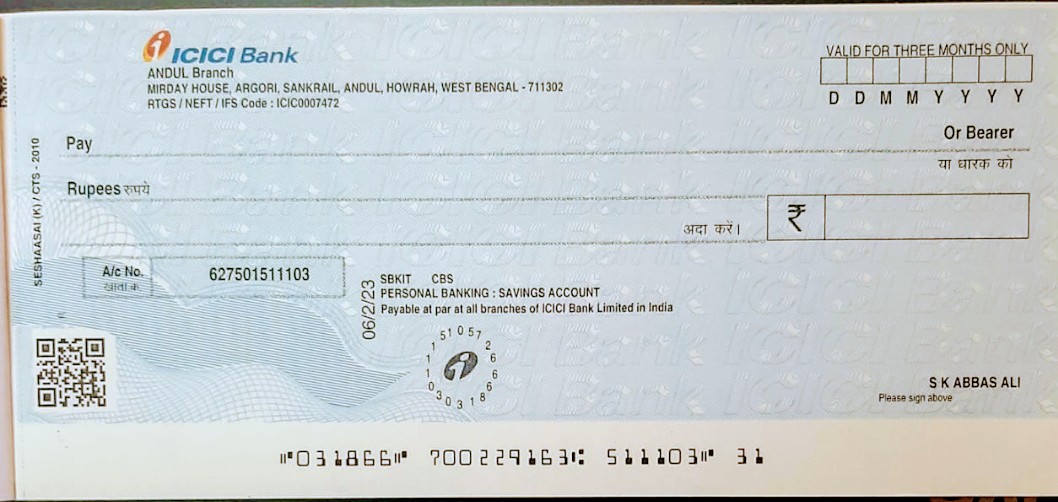 ICICI Bank
ANDUL Branch
MIRDAY HOUSE, ARGORI, SANKRAIL, ANDUL, HOWRAH, WEST BENGAL - 711302
RTGS / NEFT / IFS Code : ICIC0007472
VALID FOR THREE MONTHS ONLY
D D M M Y Y Y Y
Pay
Or Bearer
या धारक को
Rupees रुपये
अदा करें।
₹
A/c No.
खाता क्र.
627501511103
SBKIT CBS
PERSONAL BANKING : SAVINGS ACCOUNT
Payable at par at all branches of ICICI Bank Limited in India
06/2/23
SESHAASAI (K) / CTS - 2010
S K ABBAS ALI
Please sign above
⑈031866⑈ 700229163⑆ 511103⑈ 31